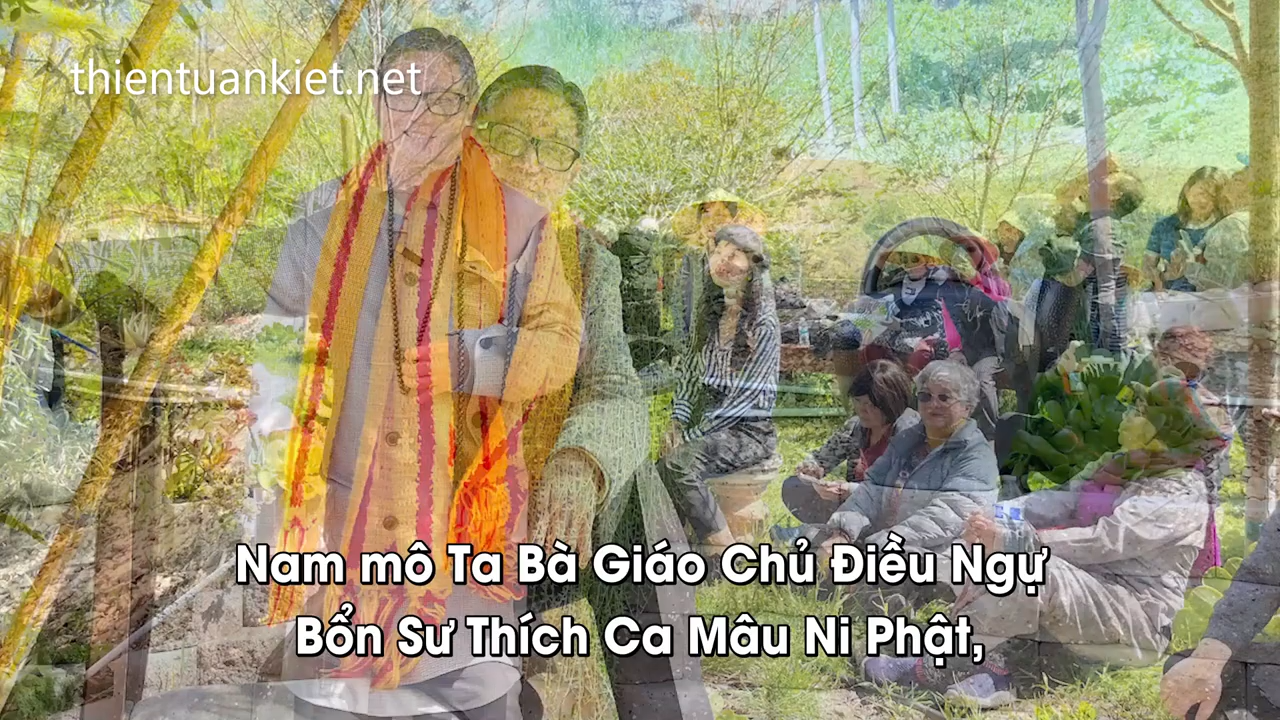 thientuankiet.net
Nam mô Ta Bà Giáo Chủ Điều Ngự
Bổn Sư Thích Ca Mâu Ni Phật,